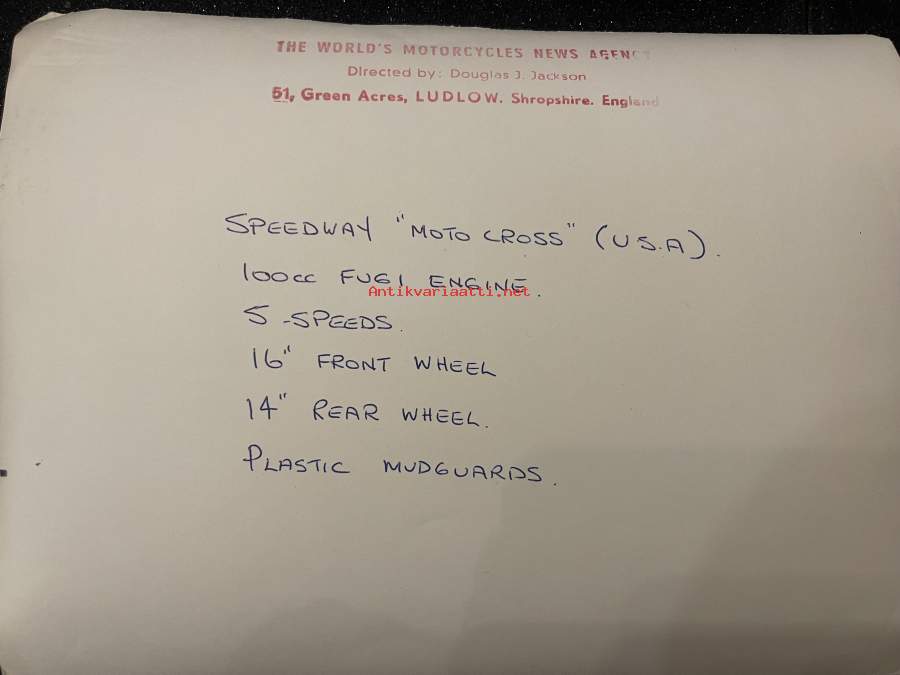 THE WORLD'S MOTORCYCLES NEWS AGENCY
Directed by: Douglas J. Jackson
51, Green Acres, LUDLOW. Shropshire. England
SPEEDWAY "MOTO CROSS" (U.S.A).
100cc FUGI ENGINE.
Antikvariaatti.net
5-SPEEDS.
16" FRONT WHEEL
14" REAR WHEEL.
PLASTIC MUDGUARDS.